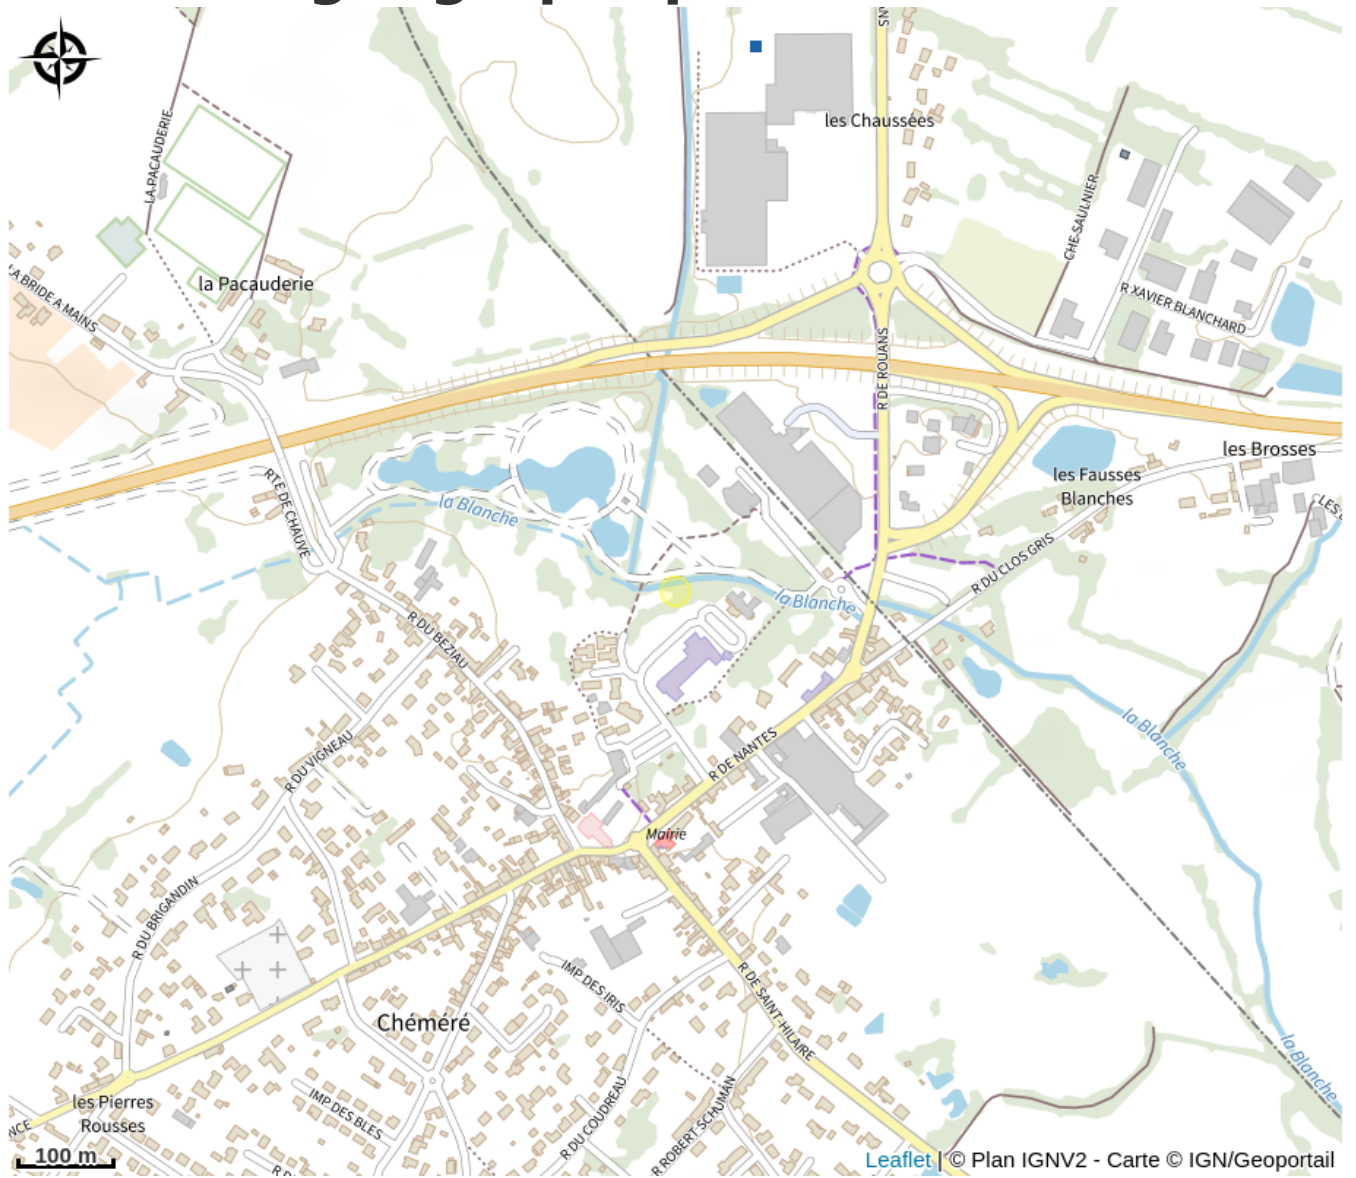 les Chaussées
LA PACAUDERIE
CHE SAULNIER
la Pacauderie
LA BRIDE A MAINS
R XAVIER BLANCHARD
R DE ROUANS
les Brosses
les Fausses
Blanches
RTE DE CHAUVE
la Blanche
R DU CLOS GRIS
la Blanche
R DU BEZIAU
la Blanche
R DU VIGNEAU
R DE NANTES
Mairie
R DU BRIGANDIN
IMP DES IRIS
R DE SAINT-HILAIRE
Chéméré
la Blanche
les Pierres
Rousses
IMP DES BLES
R DU COUDREAU
R ROBERT SCHUMAN
100 m
Leaflet | © Plan IGNV2 - Carte © IGN/Geoportail